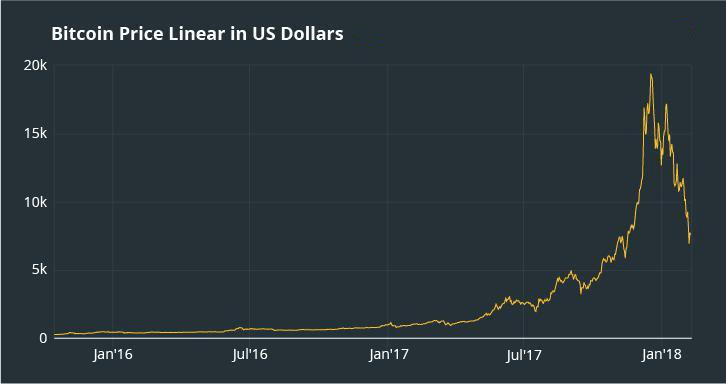 Bitcoin Price Linear in US Dollars
20k
15k
10k
5k
0
Jan'16 Jul'16 Jan'17 Jul'17 Jan'18